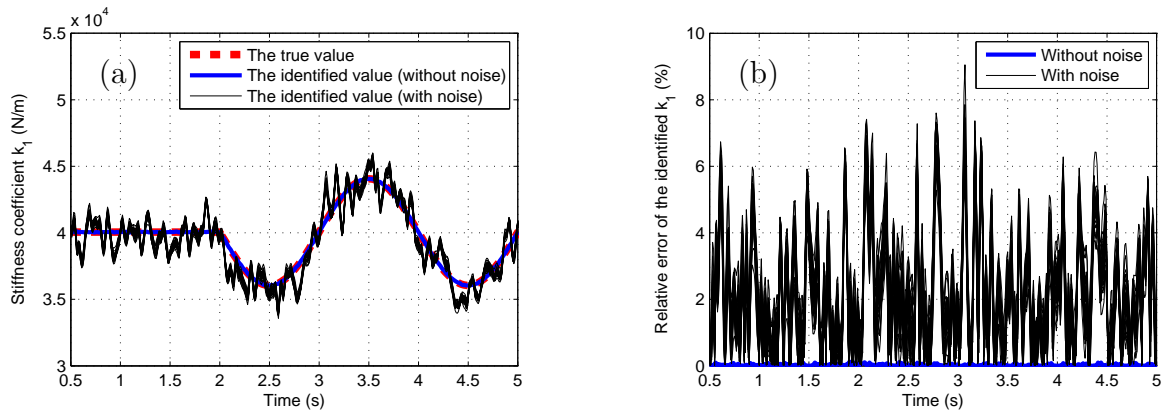 x 10^4
5.5
5
4.5
4
3.5
3
0.5 1 1.5 2 2.5 3 3.5 4 4.5 5
Time (s)
Stiffness coefficient k_1 (N/m)
(a)
The true value
The identified value (without noise)
The identified value (with noise)
10
8
6
4
2
0
0.5 1 1.5 2 2.5 3 3.5 4 4.5 5
Time (s)
Relative error of the identified k_1 (%)
(b)
Without noise
With noise